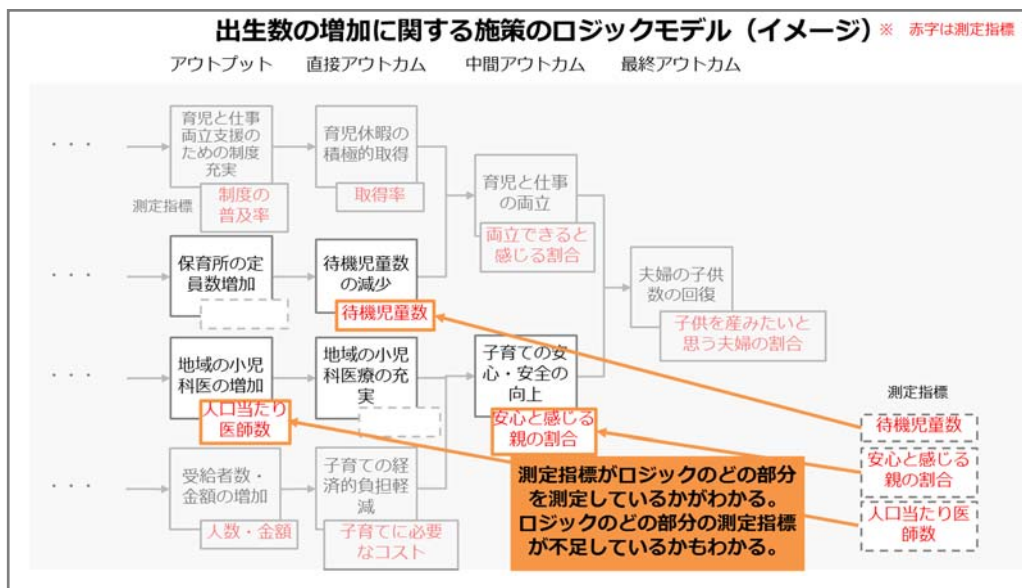 出生数の増加に関する施策のロジックモデル（イメージ）
※ 赤字は測定指標
アウトプット
直接アウトカム
中間アウトカム
最終アウトカム
・・・
育児と仕事
両立支援の
ための制度
充実
測定指標
制度の
普及率
育児休暇の
積極的取得
取得率
育児と仕事
の両立
両立できると
感じる割合
・・・
保育所の定
員数増加
待機児童数
の減少
待機児童数
夫婦の子供
数の回復
子供を産みたいと
思う夫婦の割合
・・・
地域の小児
科医の増加
人口当たり
医師数
地域の小児
科医療の充
実
子育ての安
心・安全の
向上
安心と感じる
親の割合
・・・
受給者数・
金額の増加
人数・金額
子育ての経
済的負担軽
減
子育てに必要
なコスト
測定指標がロジックのどの部分
を測定しているかがわかる。
ロジックのどの部分の測定指標
が不足しているかもわかる。
測定指標
待機児童数
安心と感じる
親の割合
人口当たり医
師数